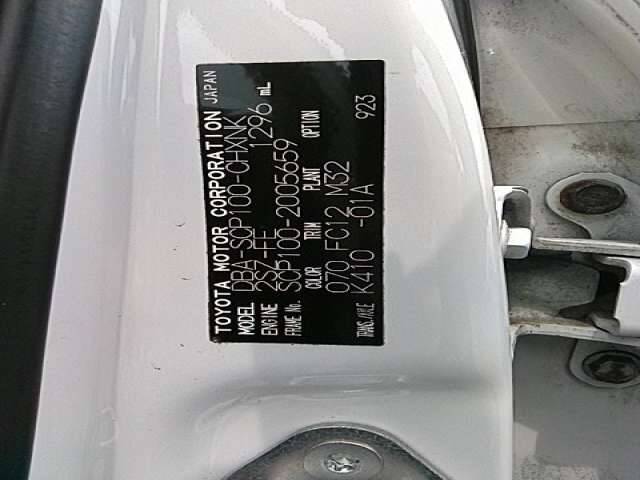 TOYOTA MOTOR CORPORATION JAPAN
MODEL DBA-SCP100-CHXNK
ENGINE 2SZ-FE 1296 mL
FRAME No. SCP100-2005659
COLOR TRIM PLANT OPTION
070 FC12 M32
TRANS./AXLE K410 -01A 923